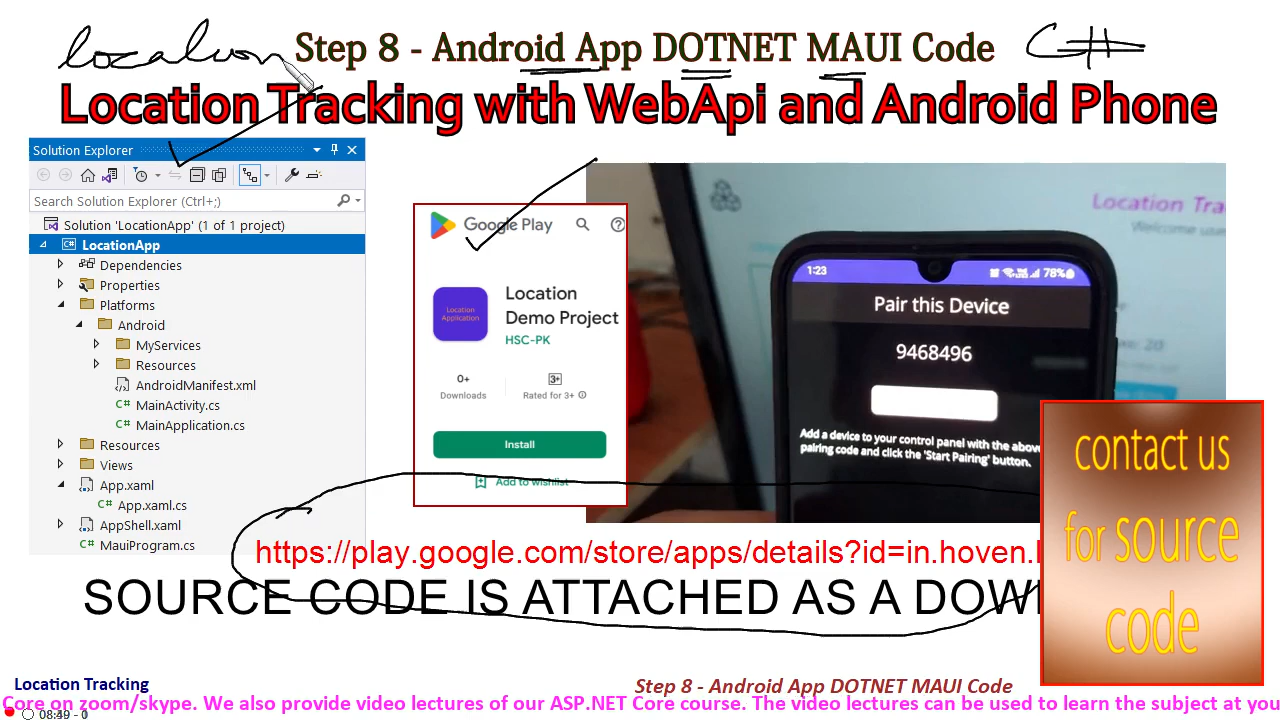 location
Step 8 - Android App DOTNET MAUI Code
C#
Location Tracking with WebApi and Android Phone
Solution Explorer
Search Solution Explorer (Ctrl+;)
Solution 'LocationApp' (1 of 1 project)
LocationApp
Dependencies
Properties
Platforms
Android
MyServices
Resources
AndroidManifest.xml
MainActivity.cs
MainApplication.cs
Resources
Views
App.xaml
App.xaml.cs
AppShell.xaml
MauiProgram.cs
Google Play
Location
Application
Location
Demo Project
HSC-PK
0+
Downloads
3+
Rated for 3+
Install
Add to wishlist
Location Tra
Welcome use
1:23
78%
Pair this Device
9468496
Add a device to your control panel with the above
pairing code and click the 'Start Pairing' button.
contact us
for source
code
https://play.google.com/store/apps/details?id=in.hoven.
SOURCE CODE IS ATTACHED AS A DOW
Location Tracking
Step 8 - Android App DOTNET MAUI Code
Core on zoom/skype. We also provide video lectures of our ASP.NET Core course. The video lectures can be used to learn the subject at you